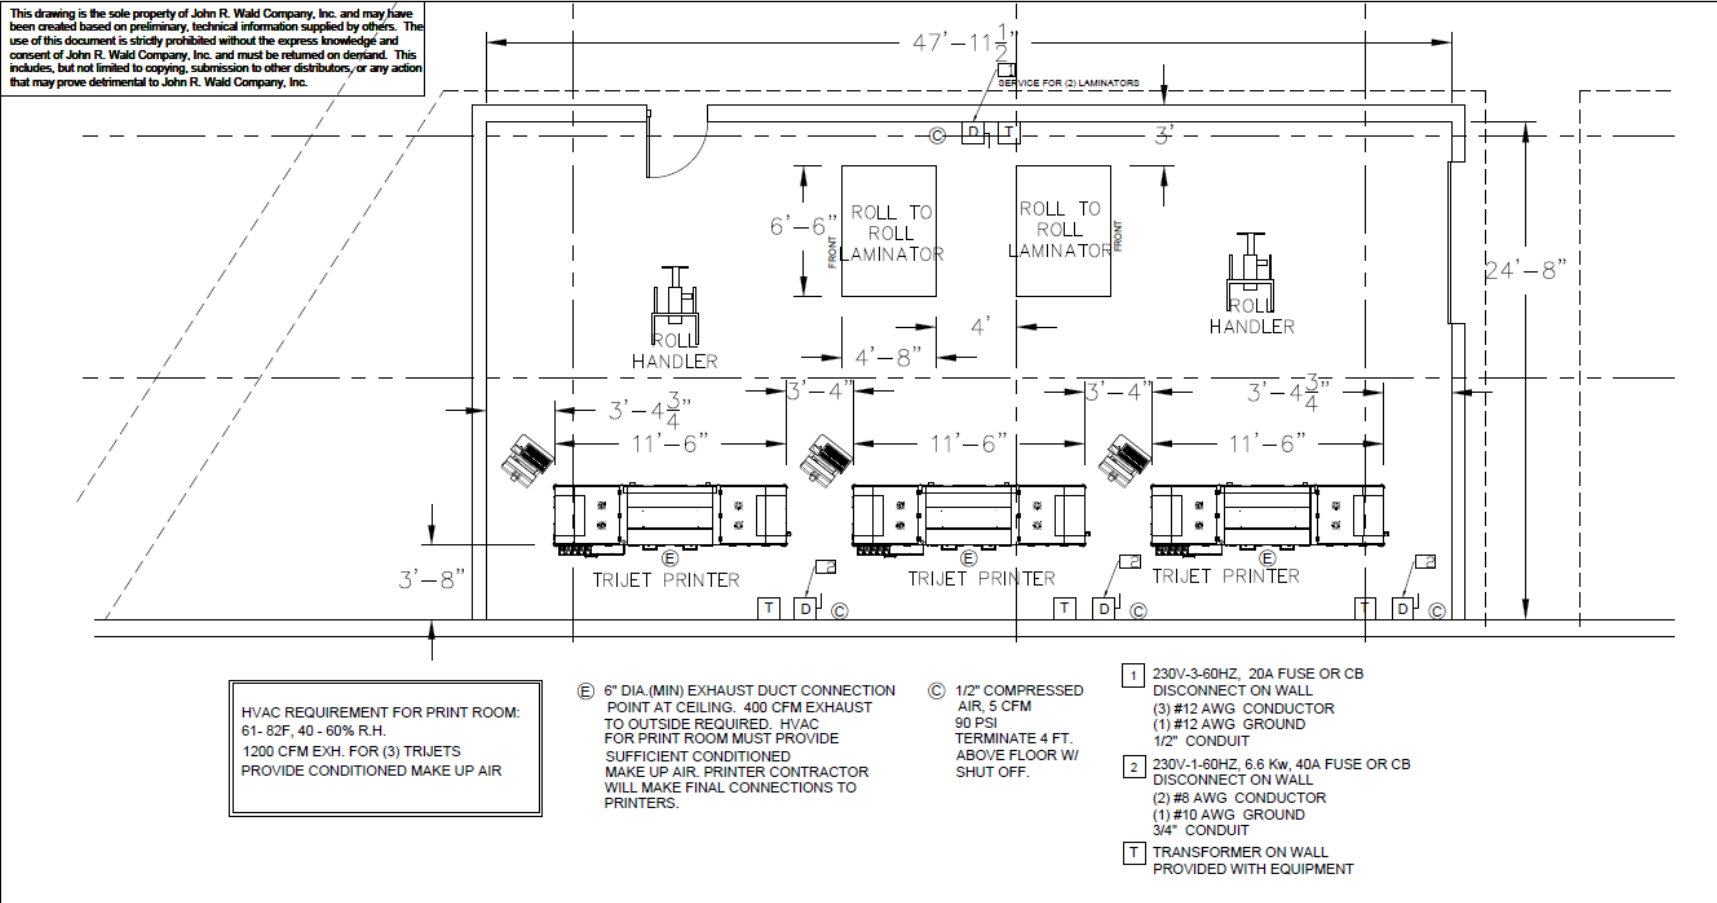 This drawing is the sole property of John R. Wald Company, Inc. and may have
been created based on preliminary, technical information supplied by others. The
use of this document is strictly prohibited without the express knowledge and
consent of John R. Wald Company, Inc. and must be returned on demand. This
includes, but not limited to copying, submission to other distributors, or any action
that may prove detrimental to John R. Wald Company, Inc.
47'-11 1/2"
1
SERVICE FOR (2) LAMINATORS
C D T
3'
6'-6"
FRONT
ROLL TO
ROLL
LAMINATOR
ROLL TO
ROLL
LAMINATOR
FRONT
24'-8"
ROLL
HANDLER
ROLL
HANDLER
4'
4'-8"
3'-4 3/4"
3'-4"
3'-4"
3'-4 3/4"
11'-6"
11'-6"
11'-6"
3'-8"
E
TRIJET PRINTER
E
TRIJET PRINTER
E
TRIJET PRINTER
2
2
2
T D C
T D C
T D C
HVAC REQUIREMENT FOR PRINT ROOM:
61- 82F, 40 - 60% R.H.
1200 CFM EXH. FOR (3) TRIJETS
PROVIDE CONDITIONED MAKE UP AIR
E 6" DIA.(MIN) EXHAUST DUCT CONNECTION
POINT AT CEILING. 400 CFM EXHAUST
TO OUTSIDE REQUIRED. HVAC
FOR PRINT ROOM MUST PROVIDE
SUFFICIENT CONDITIONED
MAKE UP AIR. PRINTER CONTRACTOR
WILL MAKE FINAL CONNECTIONS TO
PRINTERS.
C 1/2" COMPRESSED
AIR, 5 CFM
90 PSI
TERMINATE 4 FT.
ABOVE FLOOR W/
SHUT OFF.
1 230V-3-60HZ, 20A FUSE OR CB
DISCONNECT ON WALL
(3) #12 AWG CONDUCTOR
(1) #12 AWG GROUND
1/2" CONDUIT
2 230V-1-60HZ, 6.6 Kw, 40A FUSE OR CB
DISCONNECT ON WALL
(2) #8 AWG CONDUCTOR
(1) #10 AWG GROUND
3/4" CONDUIT
T TRANSFORMER ON WALL
PROVIDED WITH EQUIPMENT